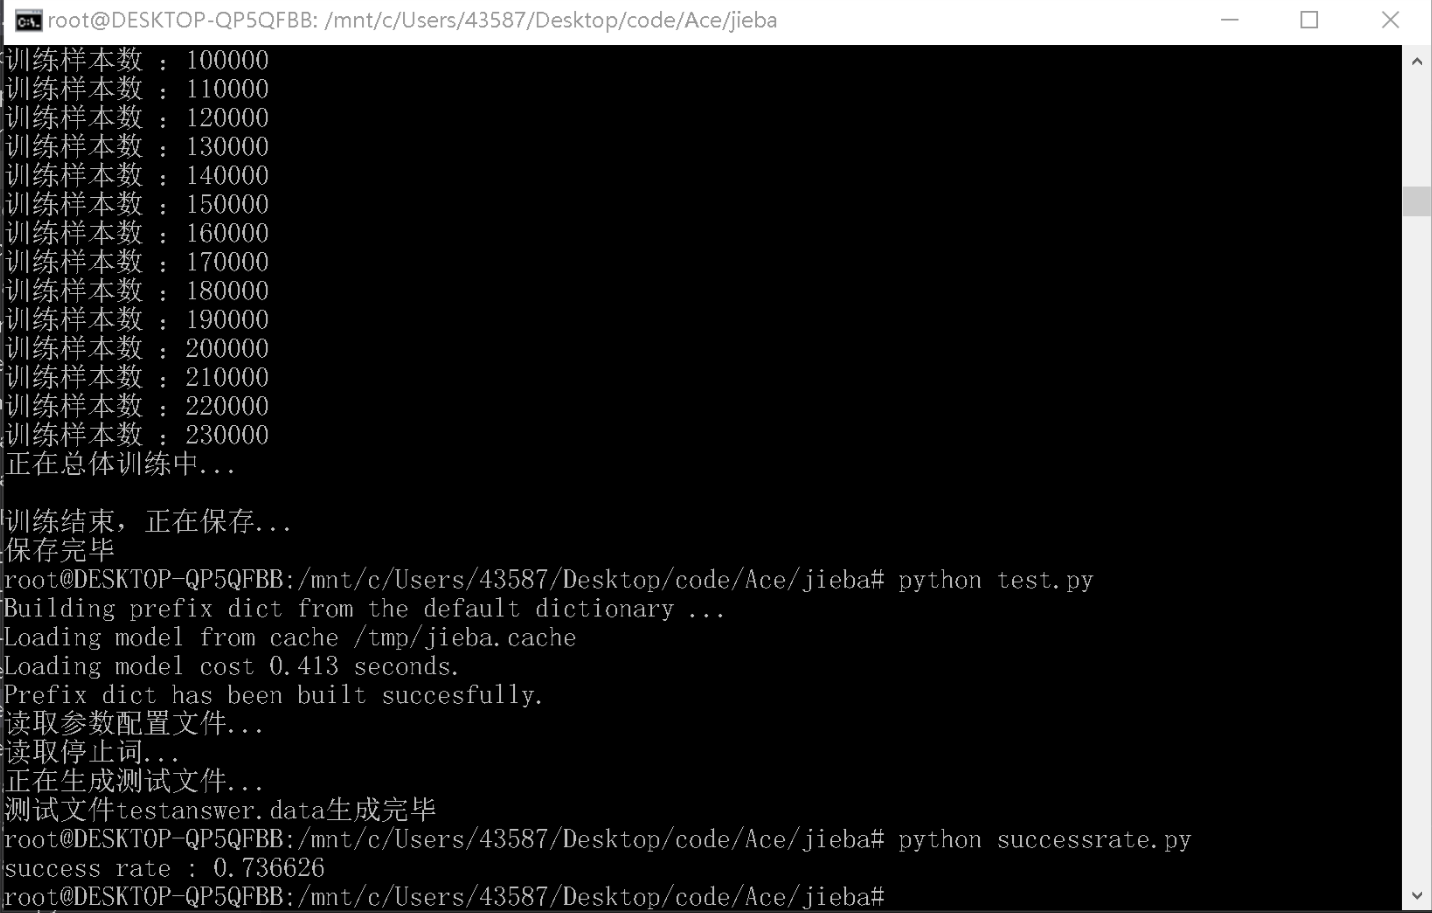 root@DESKTOP-QP5QFBB: /mnt/c/Users/43587/Desktop/code/Ace/jieba
训练样本数 : 100000
训练样本数 : 110000
训练样本数 : 120000
训练样本数 : 130000
训练样本数 : 140000
训练样本数 : 150000
训练样本数 : 160000
训练样本数 : 170000
训练样本数 : 180000
训练样本数 : 190000
训练样本数 : 200000
训练样本数 : 210000
训练样本数 : 220000
训练样本数 : 230000
正在总体训练中...
训练结束，正在保存...
保存完毕
root@DESKTOP-QP5QFBB:/mnt/c/Users/43587/Desktop/code/Ace/jieba# python test.py
Building prefix dict from the default dictionary ...
Loading model from cache /tmp/jieba.cache
Loading model cost 0.413 seconds.
Prefix dict has been built succesfully.
读取参数配置文件...
读取停止词...
正在生成测试文件...
测试文件testanswer.data生成完毕
root@DESKTOP-QP5QFBB:/mnt/c/Users/43587/Desktop/code/Ace/jieba# python successrate.py
success rate : 0.736626
root@DESKTOP-QP5QFBB:/mnt/c/Users/43587/Desktop/code/Ace/jieba#